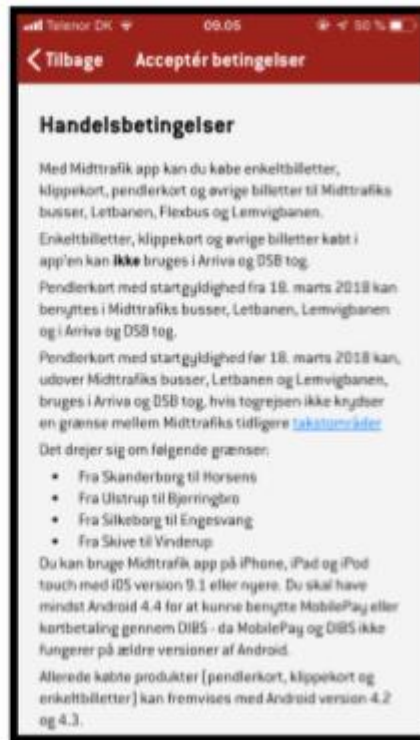 Telenor DK 09.05 50 %
Tilbage Acceptér betingelser
Handelsbetingelser
Med Midttrafik app kan du købe enkeltbilletter,
klippekort, pendlerkort og øvrige billetter til Midttrafiks
busser, Letbanen, Flexbus og Lemvigbanen.
Enkeltbilletter, klippekort og øvrige billetter købt i
app'en kan ikke bruges i Arriva og DSB tog.
Pendlerkort med startgyldighed fra 18. marts 2018 kan
benyttes i Midttrafiks busser, Letbanen, Lemvigbanen
og i Arriva og DSB tog.
Pendlerkort med startgyldighed før 18. marts 2018 kan,
udover Midttrafiks busser, Letbanen og Lemvigbanen,
bruges i Arriva og DSB tog, hvis togrejsen ikke krydser
en grænse mellem Midttrafiks tidligere takstområder
Det drejer sig om følgende grænser:
• Fra Skanderborg til Horsens
• Fra Ulstrup til Bjerringbro
• Fra Silkeborg til Engesvang
• Fra Skive til Vinderup
Du kan bruge Midttrafik app på iPhone, iPad og iPod
touch med iOS version 9.1 eller nyere. Du skal have
mindst Android 4.4 for at kunne benytte MobilePay eller
kortbetaling gennem DIBS - da MobilePay og DIBS ikke
fungerer på ældre versioner af Android.
Allerede købte produkter [pendlerkort, klippekort og
enkeltbilletter] kan fremvises med Android version 4.2
og 4.3.